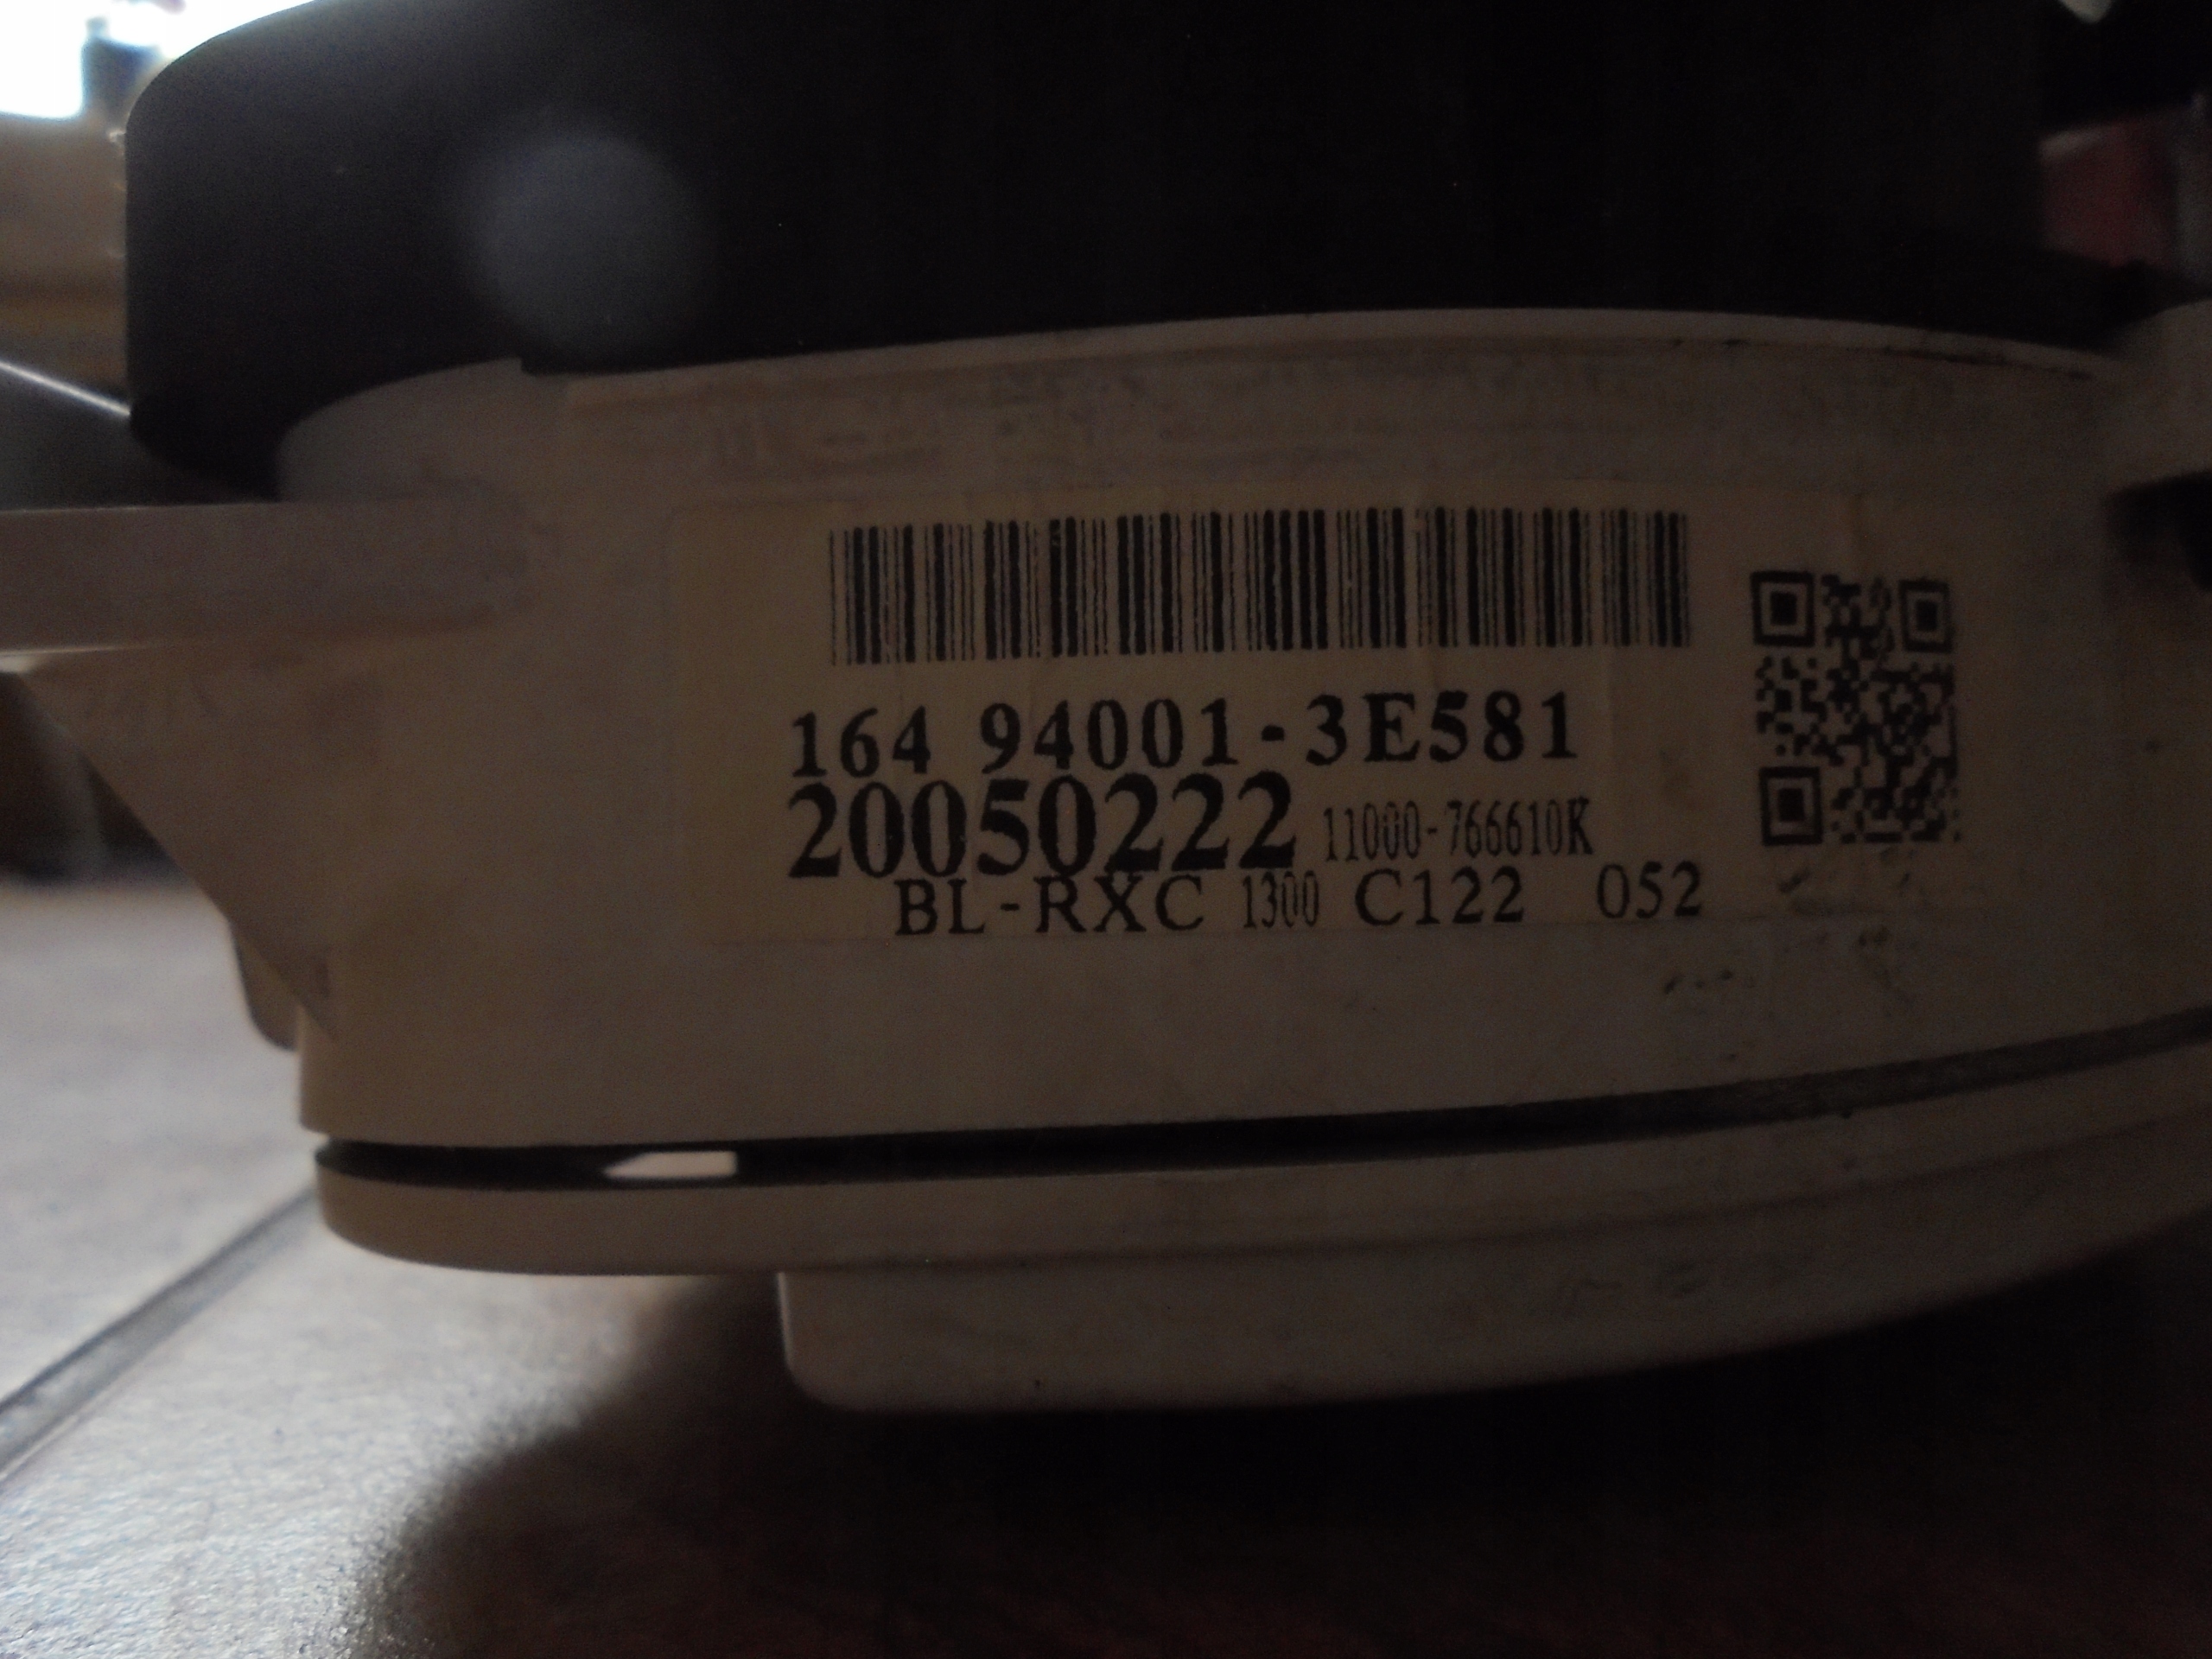 164 94001-3E581
20050222 11000-766610K
BL-RXC 1300 C122 052